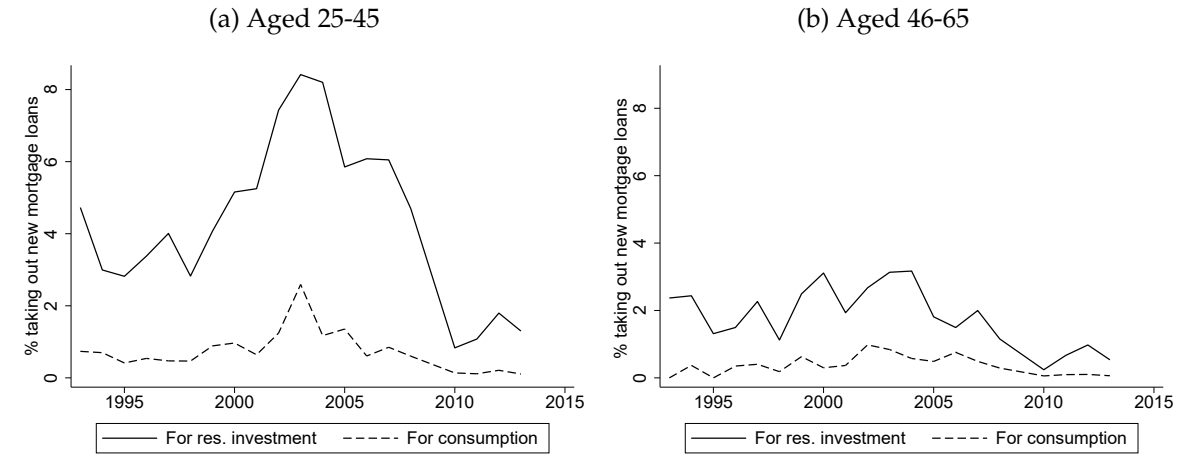 (a) Aged 25-45
% taking out new mortgage loans
8
6
4
2
0
1995 2000 2005 2010 2015
For res. investment For consumption
(b) Aged 46-65
% taking out new mortgage loans
8
6
4
2
0
1995 2000 2005 2010 2015
For res. investment For consumption